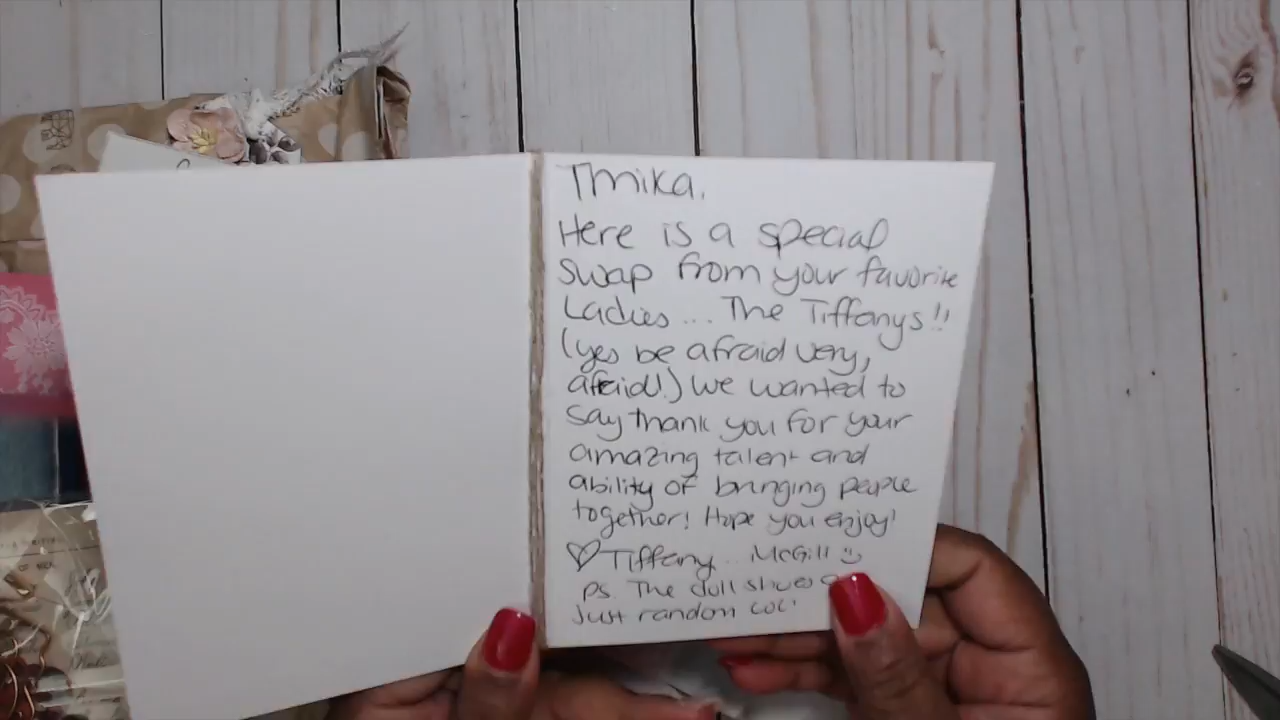 Tmika,
Here is a special
swap from your favorite
Ladies... The Tiffanys!!
(yes be afraid very,
afraid!) We wanted to
say thank you for your
amazing talent and
ability of bringing people
together! Hope you enjoy!
♡ Tiffany... McGill :)
Ps. The doll shoes
Just random